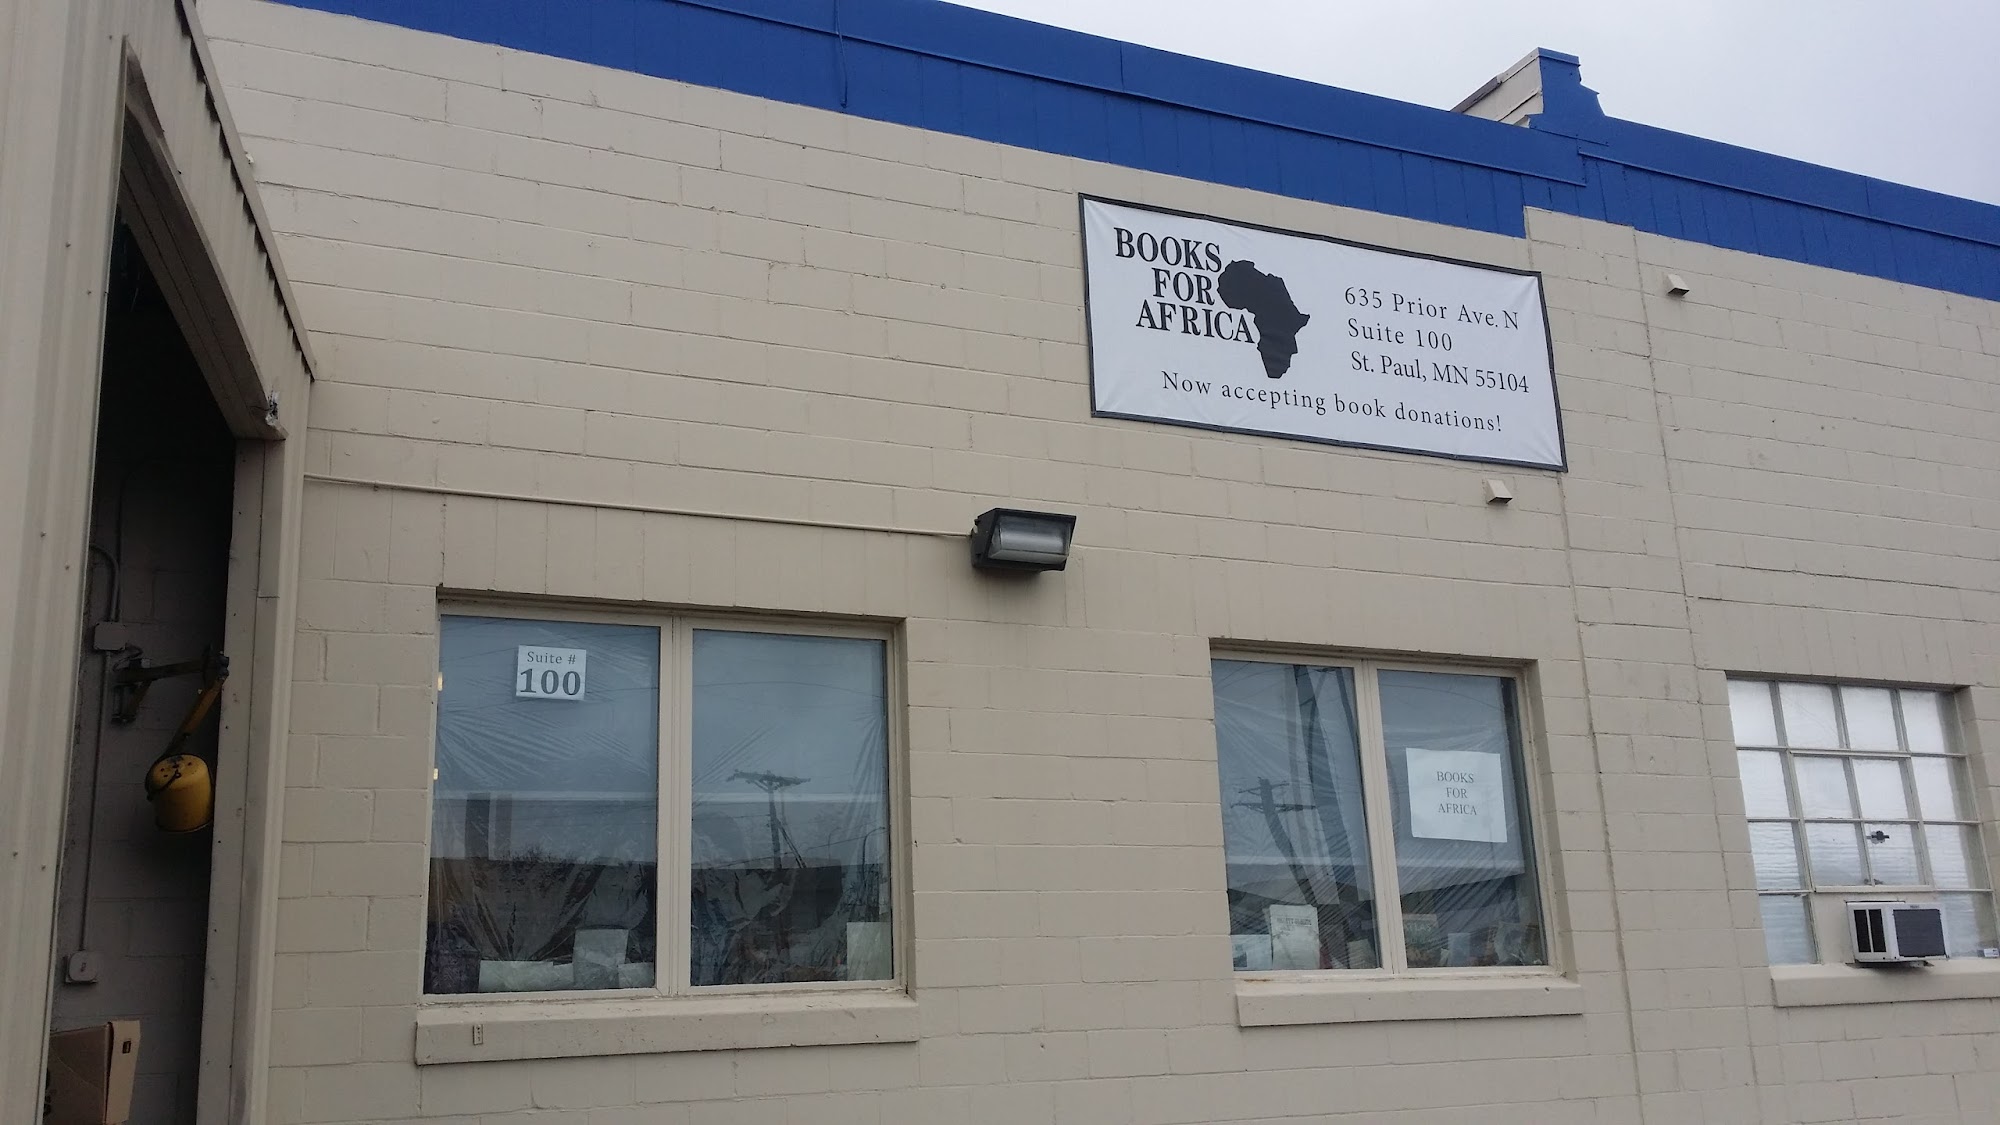 BOOKS
FOR
AFRICA
635 Prior Ave. N
Suite 100
St. Paul, MN 55104
Now accepting book donations!
Suite #
100
BOOKS
FOR
AFRICA